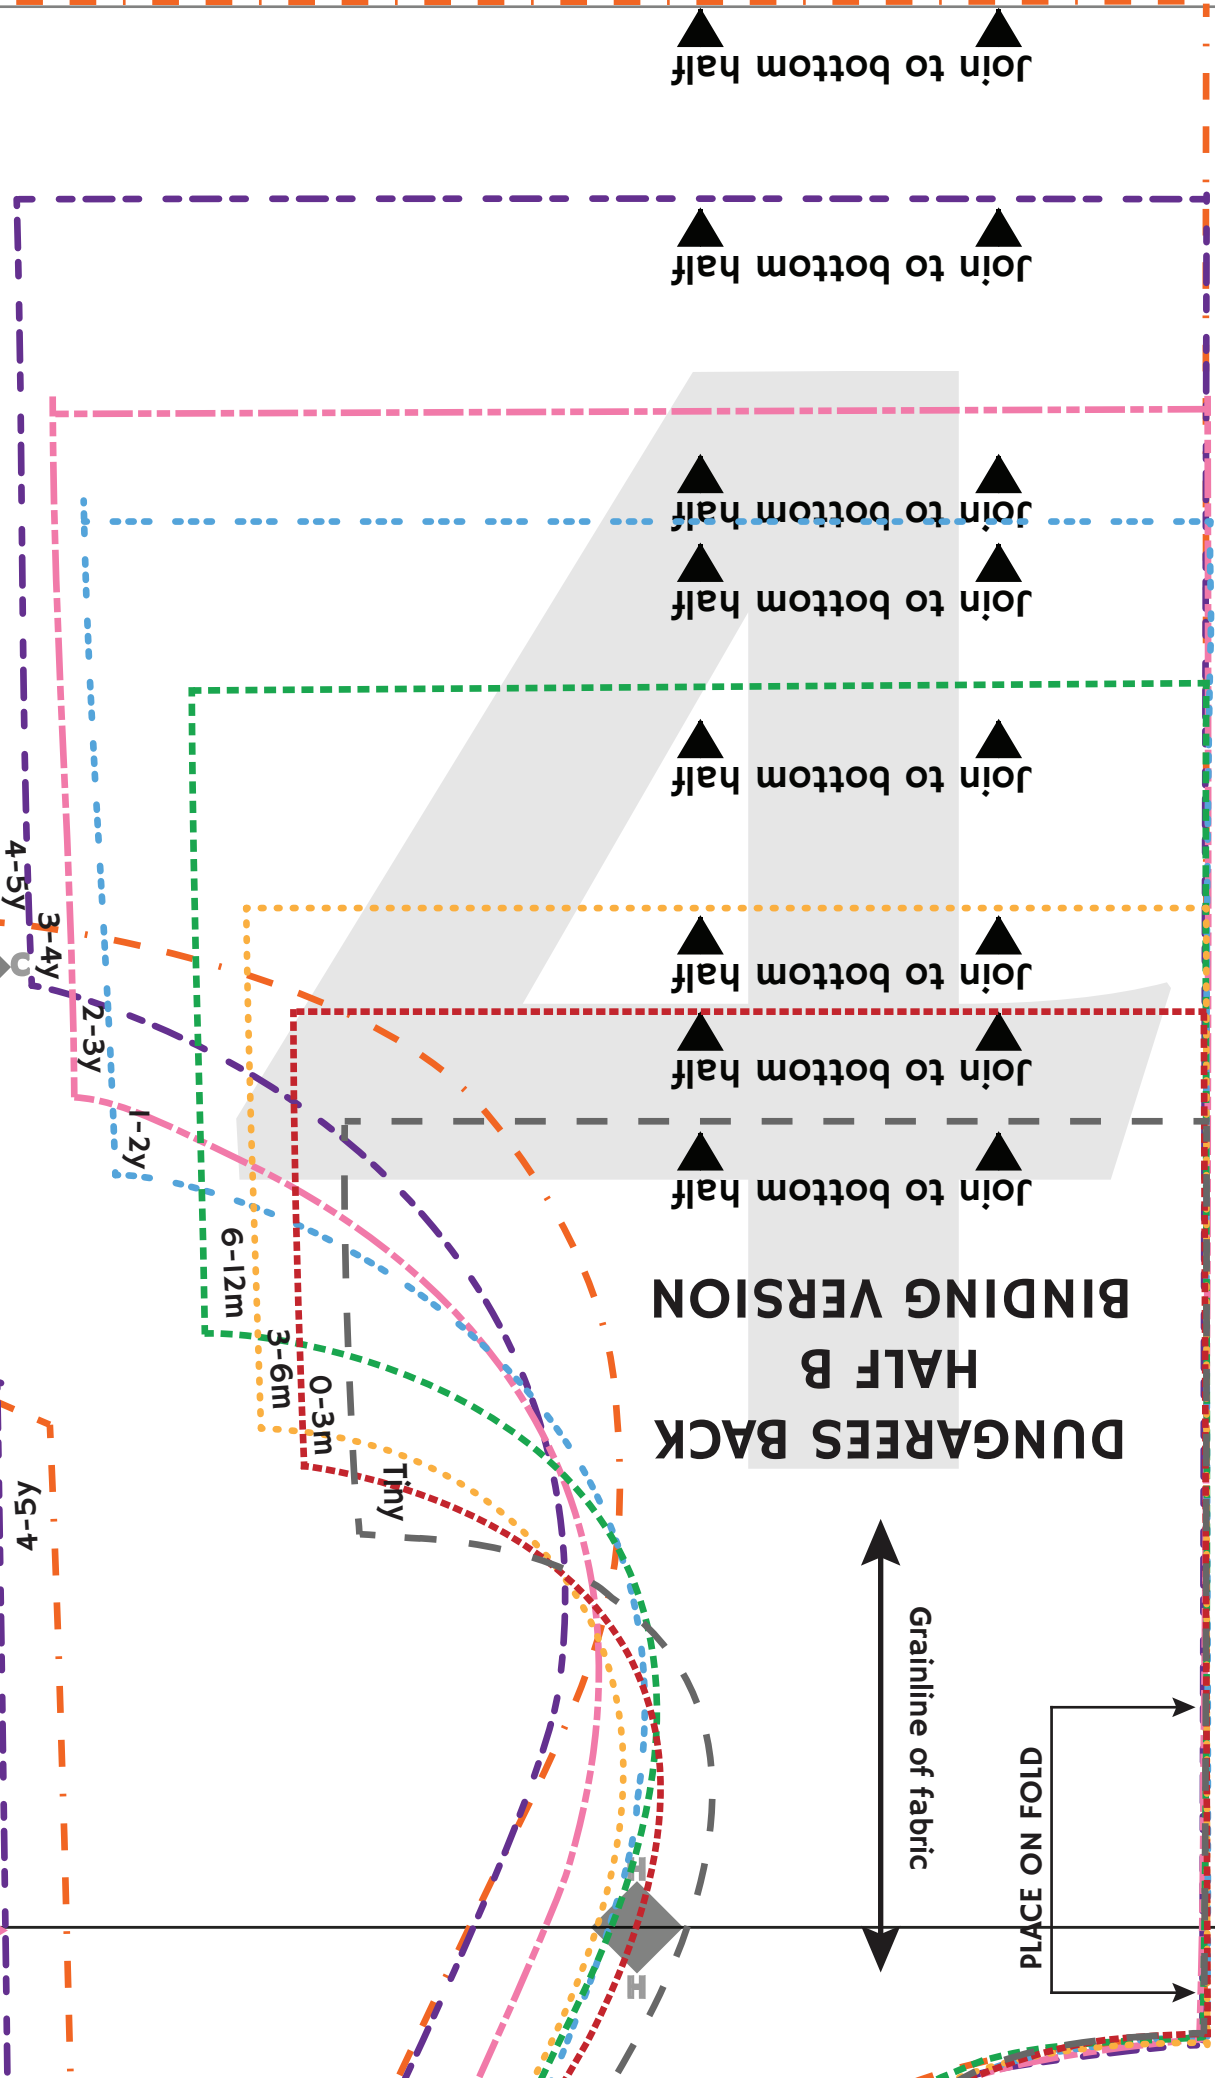 Join to bottom half
Join to bottom half
Join to bottom half
Join to bottom half
Join to bottom half
Join to bottom half
Join to bottom half
Join to bottom half
4
DUNGAREES BACK
HALF B
BINDING VERSION
Grainline of fabric
PLACE ON FOLD
4-5y
3-4y
2-3y
1-2y
6-12m
3-6m
0-3m
Tiny
4-5y
C
H
H